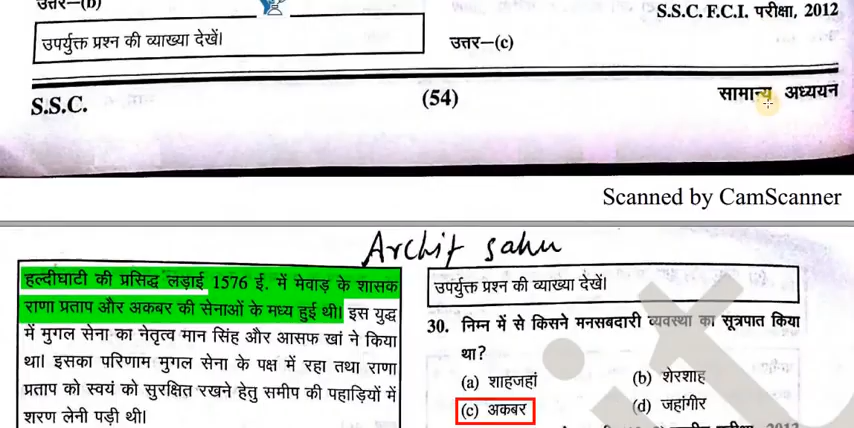 उत्तर—(b)
S.S.C. F.C.I. परीक्षा, 2012
उपर्युक्त प्रश्न की व्याख्या देखें।
उत्तर—(c)
S.S.C.
(54)
सामान्य अध्ययन
Scanned by CamScanner
Archit sahu
हल्दीघाटी की प्रसिद्ध लड़ाई 1576 ई. में मेवाड़ के शासक
राणा प्रताप और अकबर की सेनाओं के मध्य हुई थी। इस युद्ध
में मुगल सेना का नेतृत्व मान सिंह और आसफ खां ने किया
था। इसका परिणाम मुगल सेना के पक्ष में रहा तथा राणा
प्रताप को स्वयं को सुरक्षित रखने हेतु समीप की पहाड़ियों में
शरण लेनी पड़ी थी।
उपर्युक्त प्रश्न की व्याख्या देखें।
30. निम्न में से किसने मनसबदारी व्यवस्था का सूत्रपात किया
था?
(a) शाहजहां
(b) शेरशाह
(c) अकबर
(d) जहांगीर